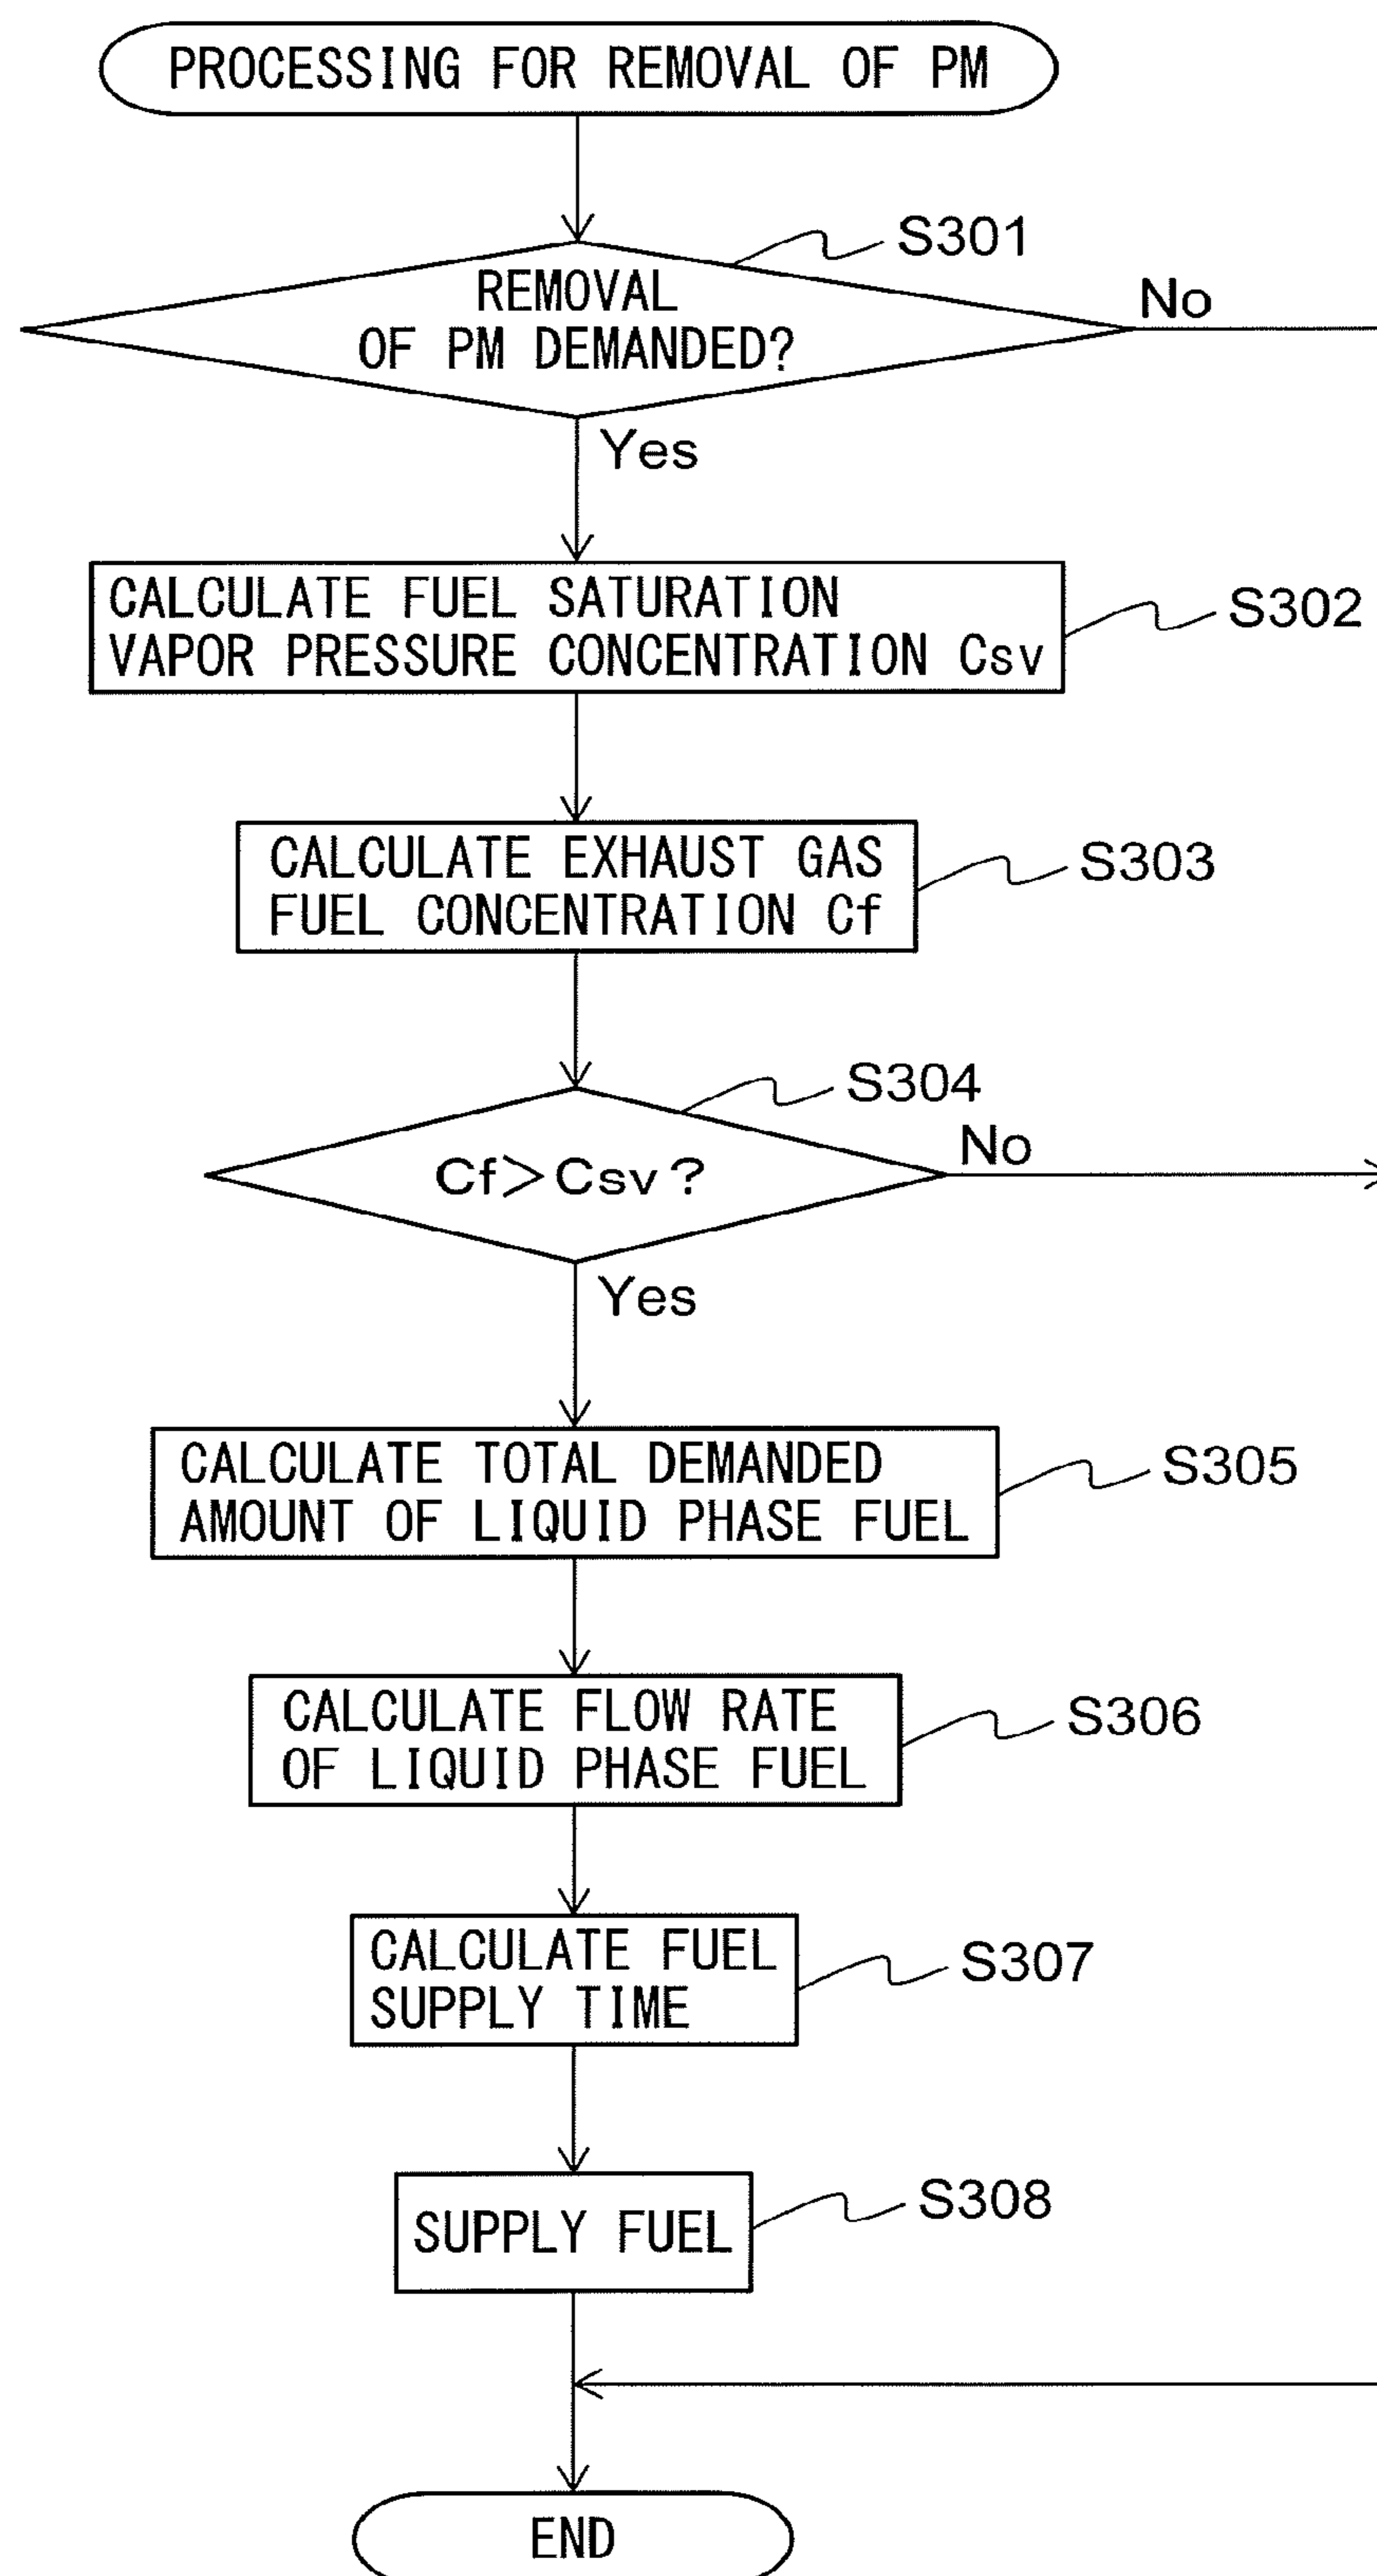 PROCESSING FOR REMOVAL OF PM
S301
REMOVAL
OF PM DEMANDED?
No
Yes
CALCULATE FUEL SATURATION
VAPOR PRESSURE CONCENTRATION Csv
S302
CALCULATE EXHAUST GAS
FUEL CONCENTRATION Cf
S303
S304
Cf>Csv?
No
Yes
CALCULATE TOTAL DEMANDED
AMOUNT OF LIQUID PHASE FUEL
S305
CALCULATE FLOW RATE
OF LIQUID PHASE FUEL
S306
CALCULATE FUEL
SUPPLY TIME
S307
SUPPLY FUEL
S308
END